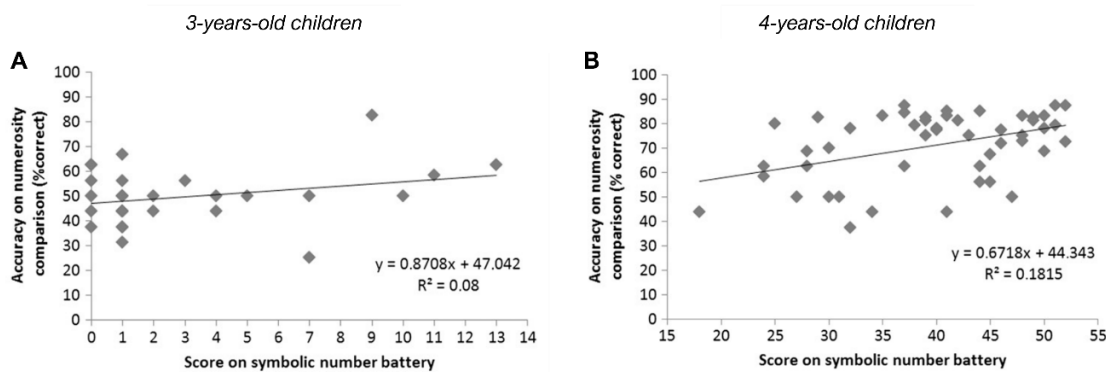 3-years-old children
4-years-old children
A
Accuracy on numerosity
comparison (%correct)
100
90
80
70
60
50
40
30
20
10
0
y = 0.8708x + 47.042
R² = 0.08
0 1 2 3 4 5 6 7 8 9 10 11 12 13 14
Score on symbolic number battery
B
Accuracy on numerosity
comparison (% correct)
100
90
80
70
60
50
40
30
20
10
0
y = 0.6718x + 44.343
R² = 0.1815
15 20 25 30 35 40 45 50 55
Score on symbolic number battery